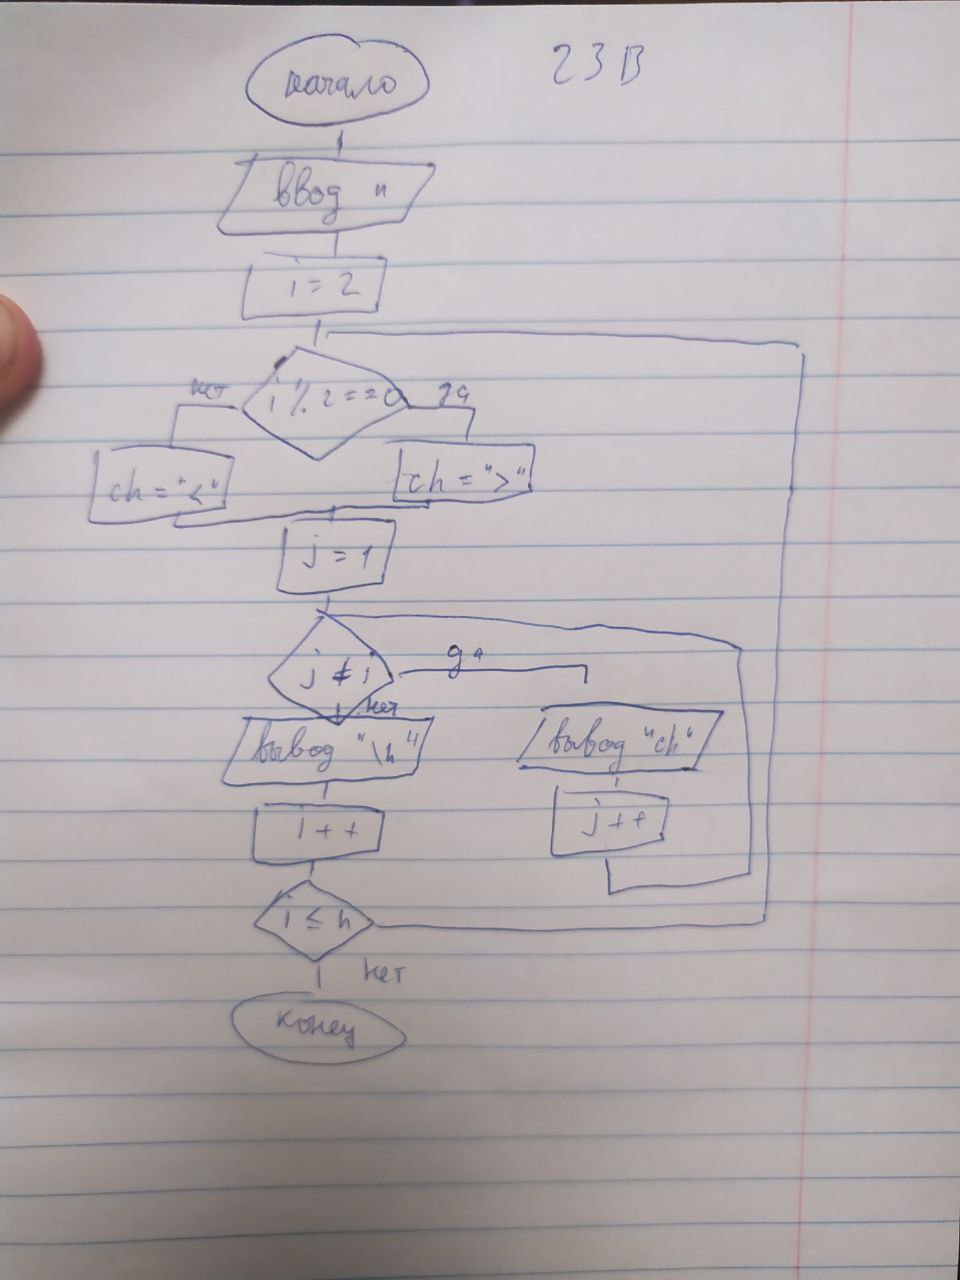 23В
начало
ввод n
i = 2
нет
i % 2 == 0
да
ch = "<"
ch = ">"
j = 1
j ≠ i
да
нет
вывод "\n"
вывод "ch"
i++
j++
i ≤ n
нет
конец